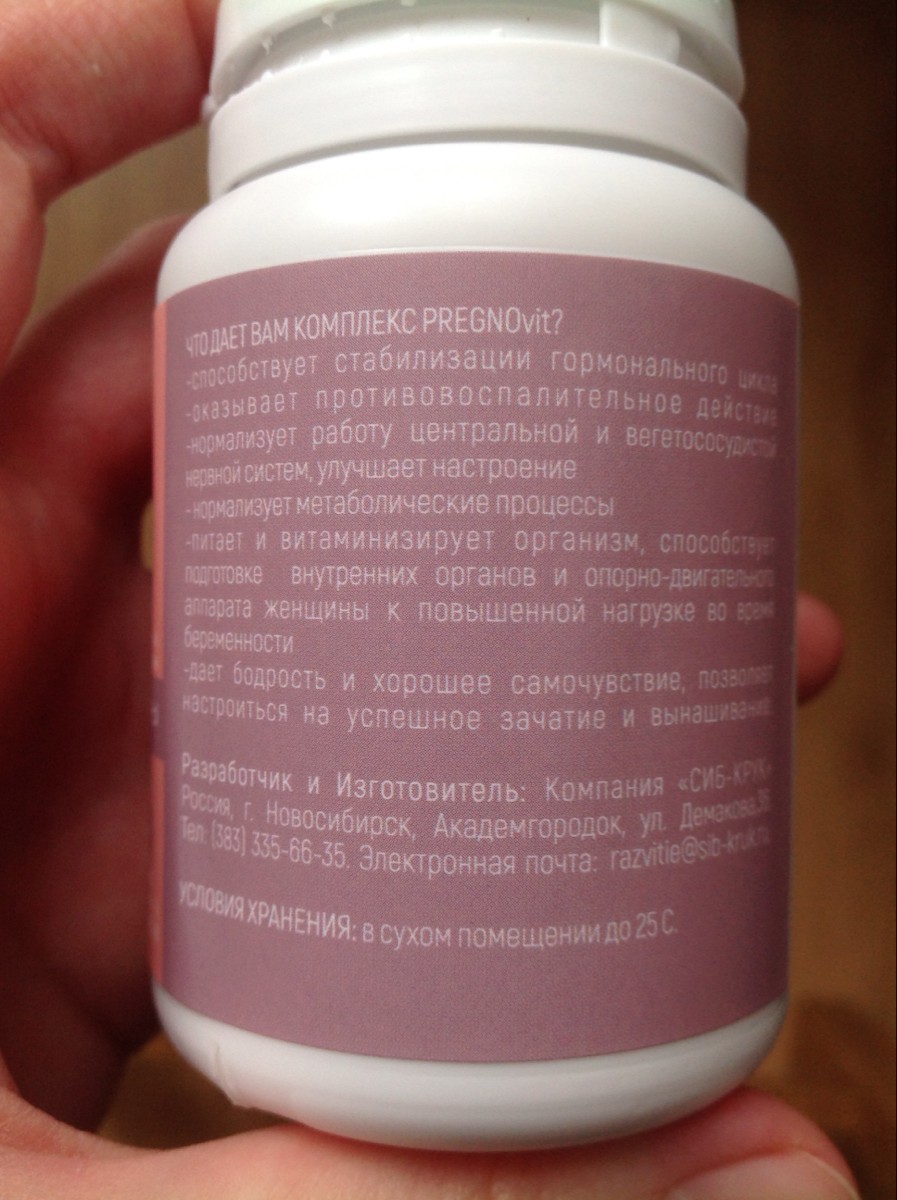 ЧТО ДАЕТ ВАМ КОМПЛЕКС PREGNOvit?
-способствует стабилизации гормонального цикла
-оказывает противовоспалительное действие
-нормализует работу центральной и вегетососудистой
нервной систем, улучшает настроение
- нормализует метаболические процессы
-питает и витаминизирует организм, способствует
подготовке внутренних органов и опорно-двигательного
аппарата женщины к повышенной нагрузке во время
беременности
-дает бодрость и хорошее самочувствие, позволяет
настроиться на успешное зачатие и вынашивание
Разработчик и Изготовитель: Компания «СИБ-КРУК»
Россия, г. Новосибирск, Академгородок, ул. Демакова,
Тел: (383) 335-66-35. Электронная почта: razvitie@sib-kruk.ru
УСЛОВИЯ ХРАНЕНИЯ: в сухом помещении до 25 С.